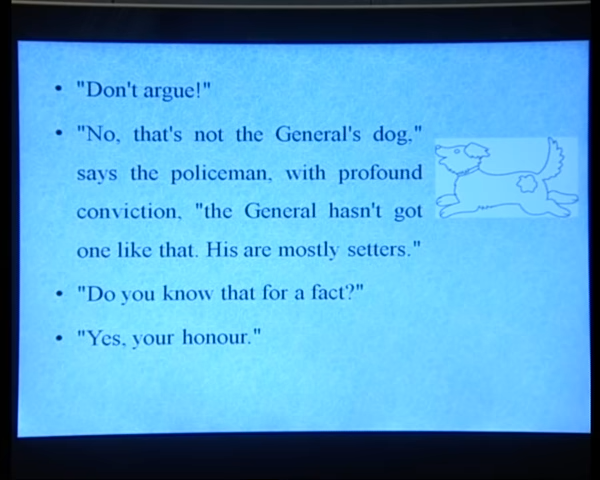 • "Don't argue!"
• "No, that's not the General's dog,"
says the policeman, with profound
conviction, "the General hasn't got
one like that. His are mostly setters."
• "Do you know that for a fact?"
• "Yes, your honour."